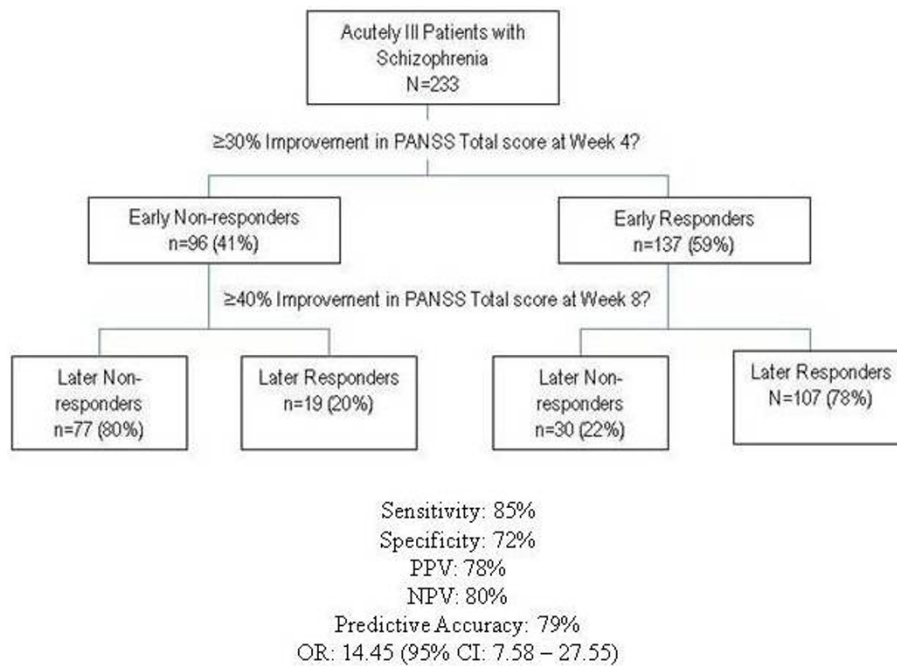 Acutely Ill Patients with
Schizophrenia
N=233
≥30% Improvement in PANSS Total score at Week 4?
Early Non-responders
n=96 (41%)
Early Responders
n=137 (59%)
≥40% Improvement in PANSS Total score at Week 8?
Later Non-
responders
n=77 (80%)
Later Responders
n=19 (20%)
Later Non-
responders
n=30 (22%)
Later Responders
N=107 (78%)
Sensitivity: 85%
Specificity: 72%
PPV: 78%
NPV: 80%
Predictive Accuracy: 79%
OR: 14.45 (95% CI: 7.58 – 27.55)